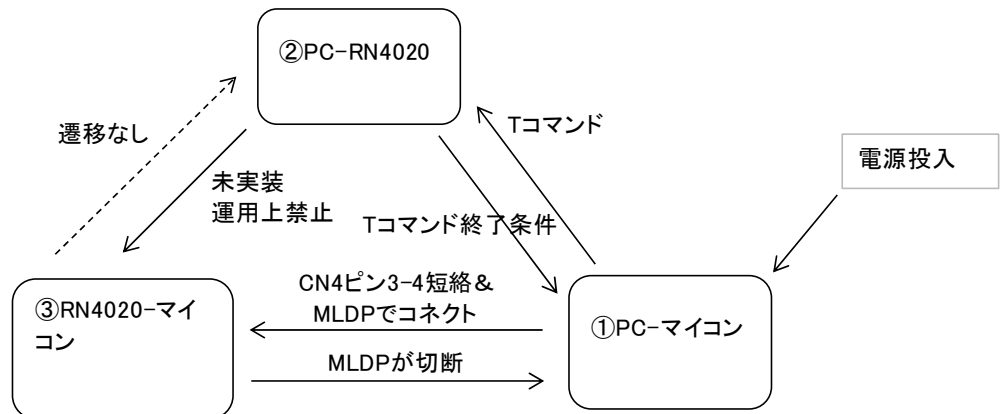 ②PC-RN4020
遷移なし
Tコマンド
電源投入
未実装
運用上禁止
Tコマンド終了条件
CN4ピン3-4短絡&
MLDPでコネクト
③RN4020-マイ
コン
①PC-マイコン
MLDPが切断